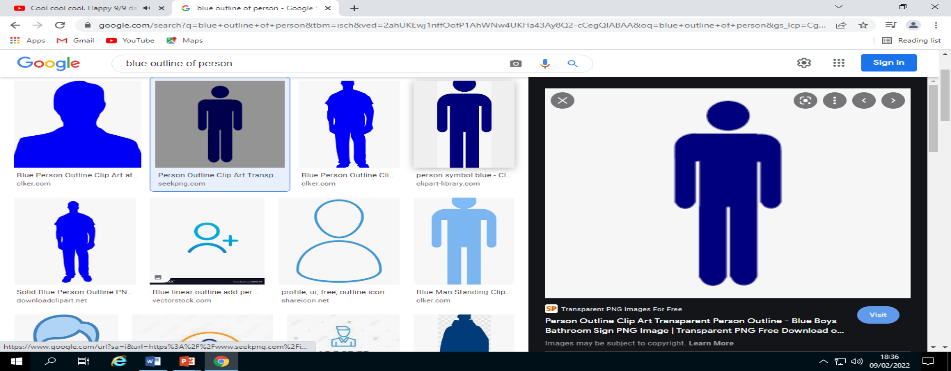 Cool cool cool. Happy 9/9 d
blue outline of person - Google
google.com/search?q=blue+outline+of+person&tbm=isch&ved=2ahUKEwj1nffOofP1AhWNw4UKHa43Ay8Q2-cCegQIABAA&oq=blue+outline+of+person&gs_lcp=Cg...
Apps Gmail YouTube Maps Reading list
Google blue outline of person Sign in
Blue Person Outline Clip Art at
clker.com
Person Outline Clip Art Transp...
seekpng.com
Blue Person Outline Cli...
clker.com
person symbol blue - Cl...
clipart-library.com
Solid Blue Person Outline PN...
downloadclipart.net
Blue linear outline add per...
vectorstock.com
profile, ui, free, outline icon
shareicon.net
Blue Man Standing Clip...
clker.com
SP Transparent PNG Images For Free
Person Outline Clip Art Transparent Person Outline - Blue Boys
Bathroom Sign PNG Image | Transparent PNG Free Download o...
Images may be subject to copyright. Learn More
Visit
https://www.google.com/url?sa=i&url=https%3A%2F%2Fwww.seekpng.com%2Fi...
18:36
09/02/2022